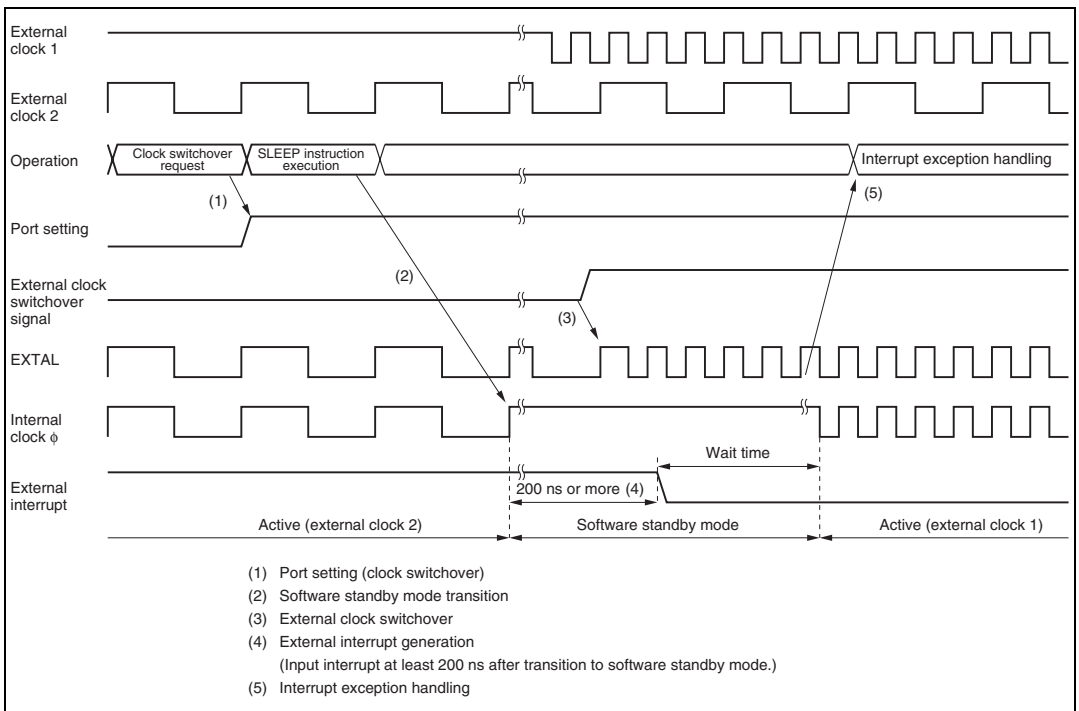 External
clock 1
External
clock 2
Operation
Clock switchover
request
SLEEP instruction
execution
Interrupt exception handling
(1)
(5)
Port setting
(2)
External clock
switchover
signal
(3)
EXTAL
Internal
clock ϕ
Wait time
External
interrupt
200 ns or more (4)
Active (external clock 2)
Software standby mode
Active (external clock 1)
(1) Port setting (clock switchover)
(2) Software standby mode transition
(3) External clock switchover
(4) External interrupt generation
(Input interrupt at least 200 ns after transition to software standby mode.)
(5) Interrupt exception handling